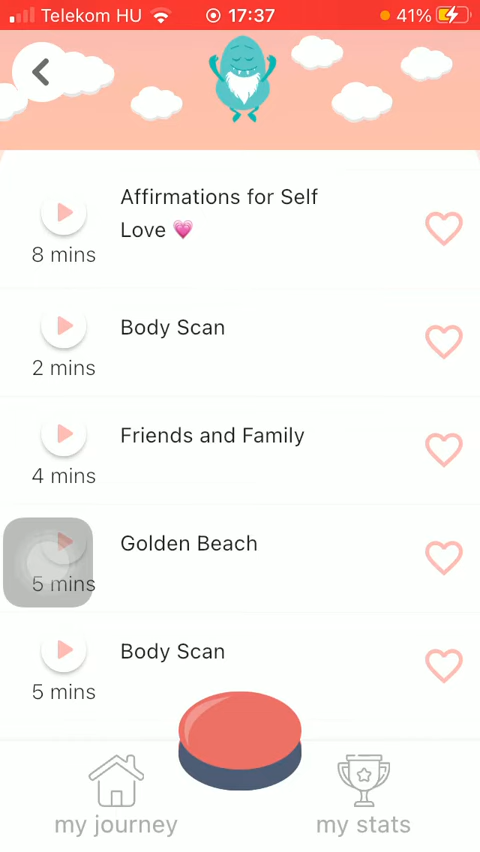 Telekom HU 17:37 41%
Affirmations for Self
Love 💗
8 mins
Body Scan
2 mins
Friends and Family
4 mins
Golden Beach
5 mins
Body Scan
5 mins
my journey my stats